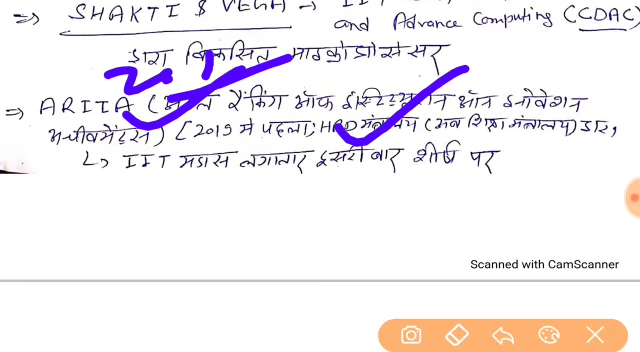 ⇒ SHAKTI & VEGA → II
and Advance Computing (CDAC)
द्वारा विकसित माइक्रोप्रोसेसर
⇒ ARIIA ( रैंकिंग ऑफ इंस्टिट्यूशन ऑन इनोवेशन
अचीवमेंट्स) [2019 में पहला; HRD मंत्रालय (अब शिक्षा मंत्रालय) द्वारा,
↳ IIT मद्रास लगातार दूसरी बार शीर्ष पर
Scanned with CamScanner